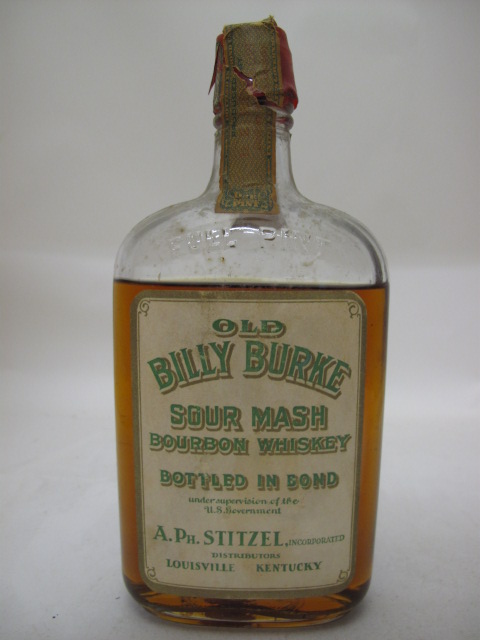 OLD
BILLY BURKE
SOUR MASH
BOURBON WHISKEY
BOTTLED IN BOND
under supervision of the
U.S. Government
A. PH. STITZEL, INCORPORATED
DISTRIBUTORS
LOUISVILLE KENTUCKY